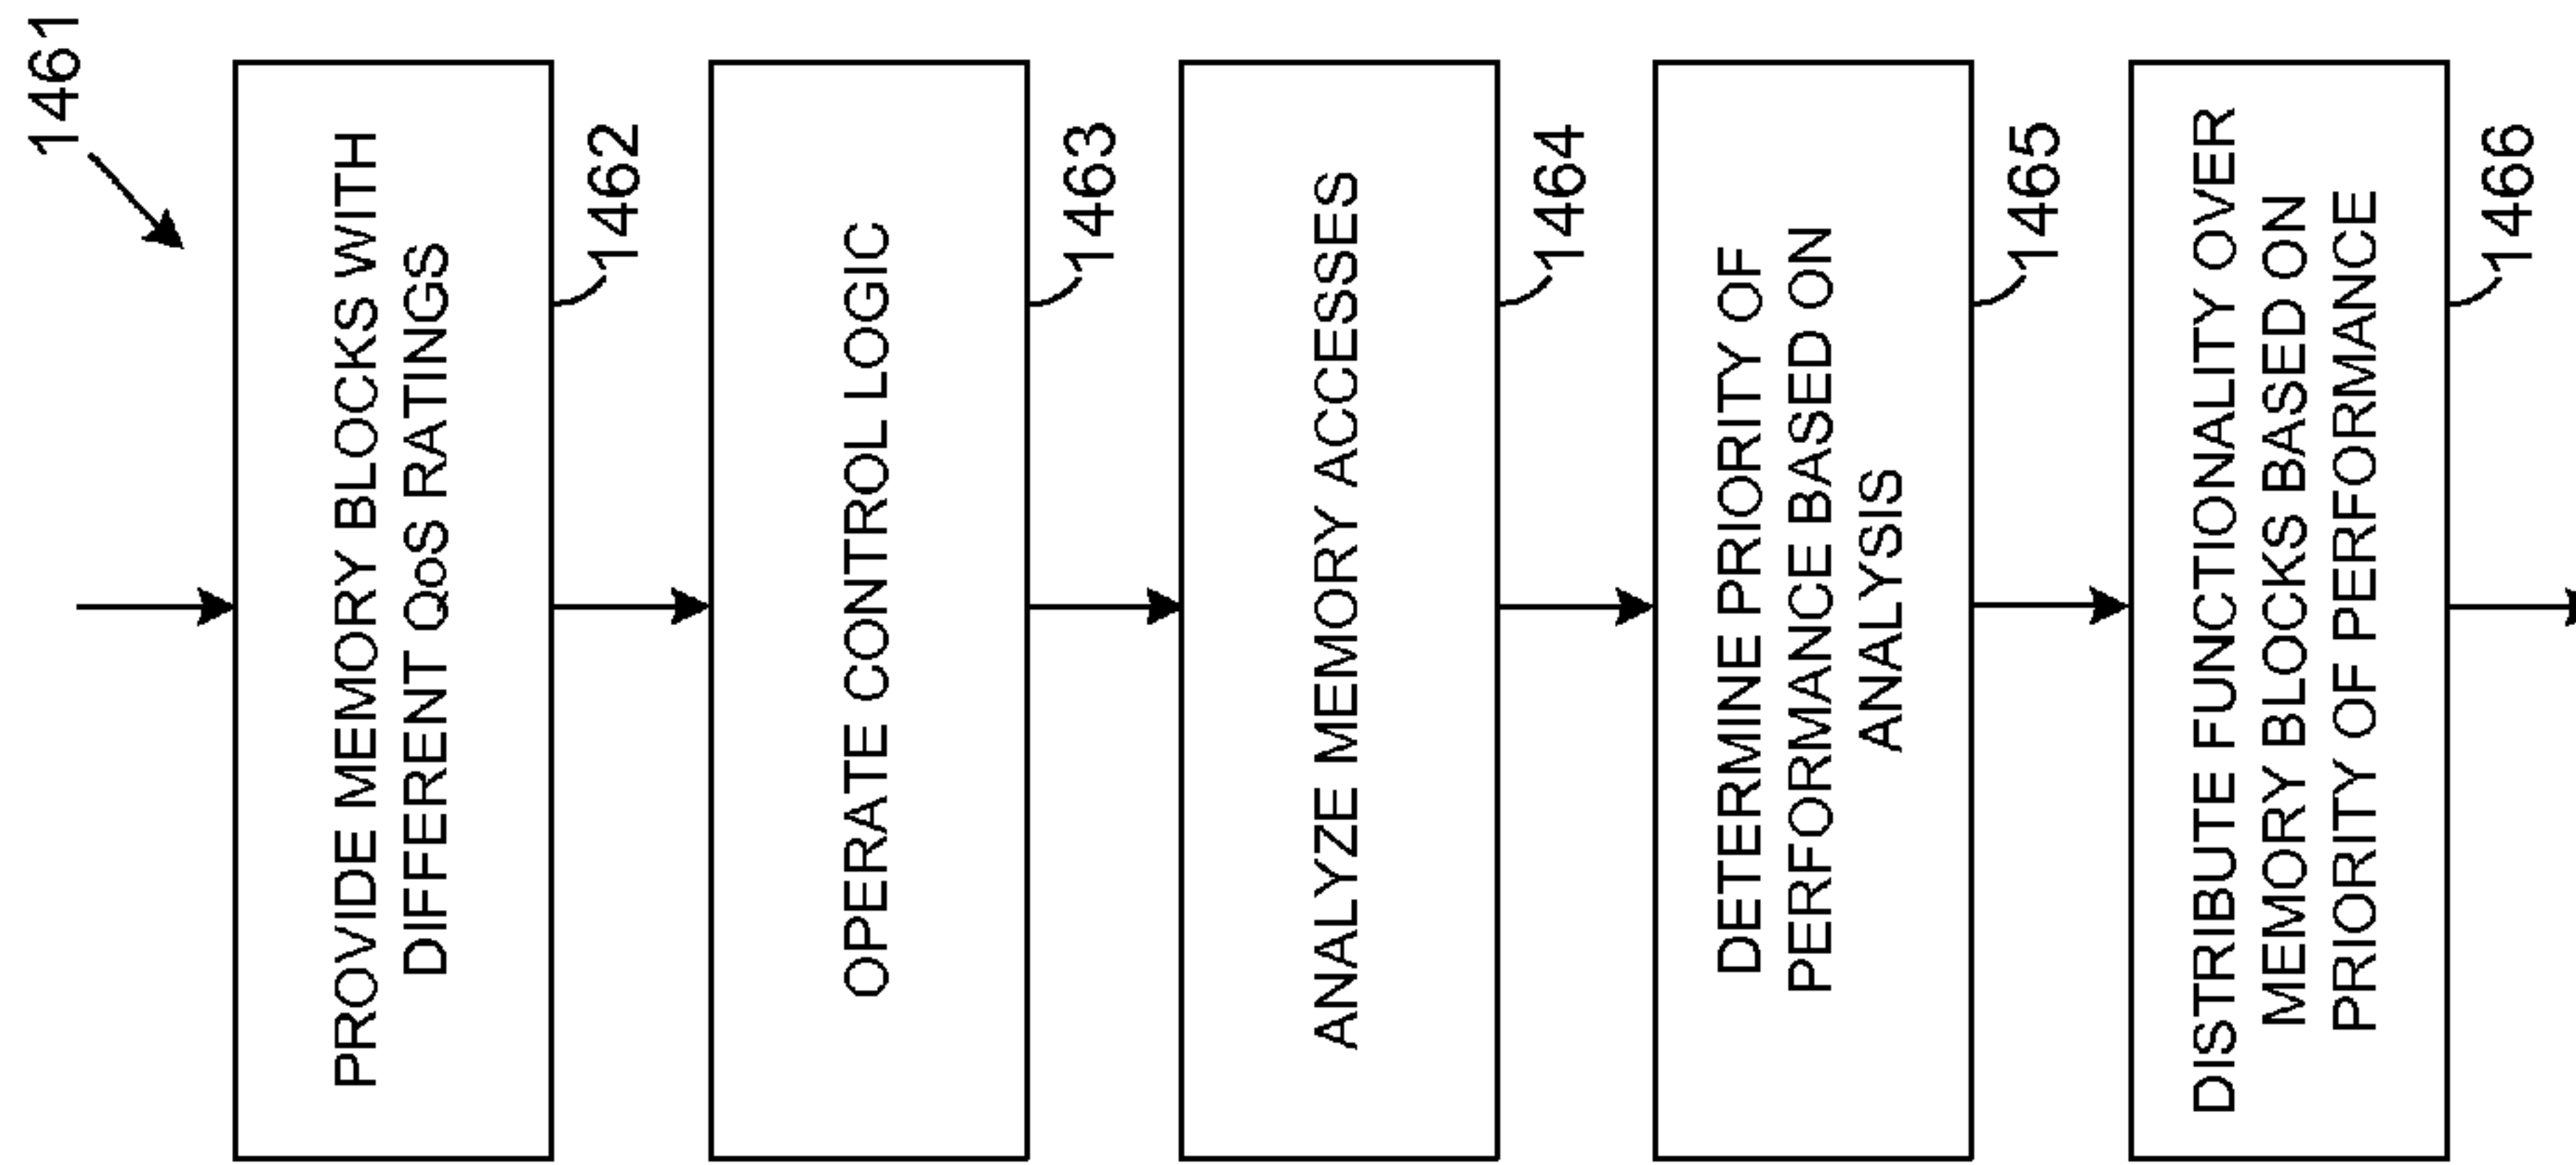 1461
PROVIDE MEMORY BLOCKS WITH
DIFFERENT QoS RATINGS
1462
OPERATE CONTROL LOGIC
1463
ANALYZE MEMORY ACCESSES
1464
DETERMINE PRIORITY OF
PERFORMANCE BASED ON
ANALYSIS
1465
DISTRIBUTE FUNCTIONALITY OVER
MEMORY BLOCKS BASED ON
PRIORITY OF PERFORMANCE
1466